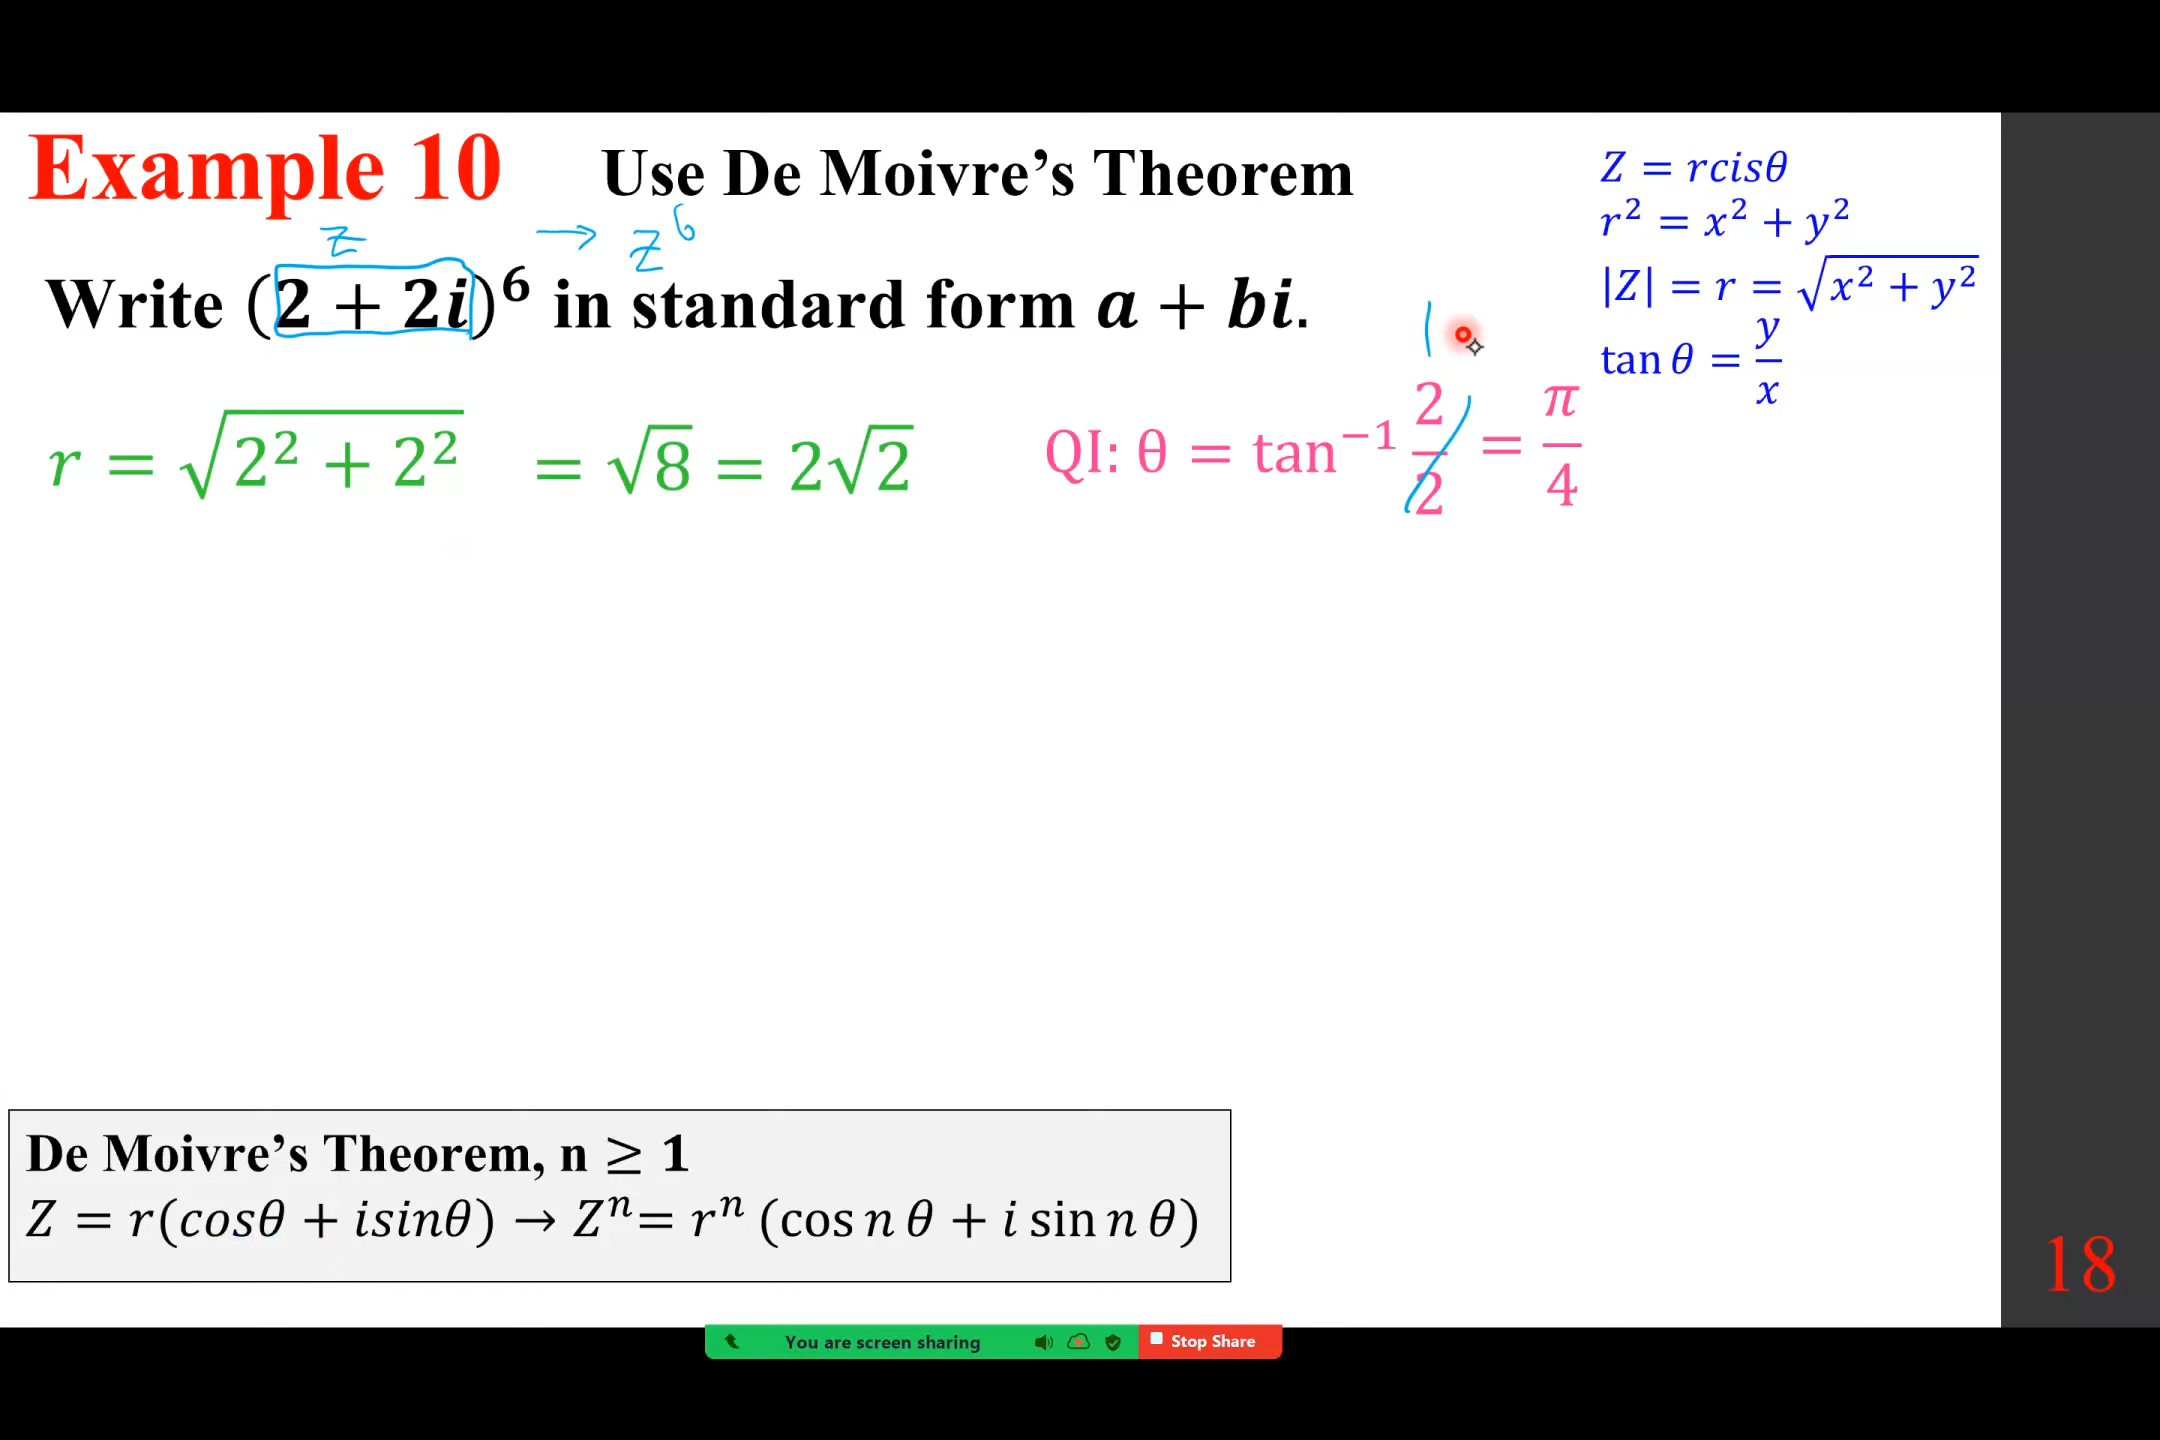 Example 10 Use De Moivre’s Theorem
z → z⁶
Write (2 + 2i)⁶ in standard form a + bi.
Z = rcisθ
r² = x² + y²
|Z| = r = √(x² + y²)
tan θ = y/x
r = √(2² + 2²) = √8 = 2√2
1
QI: θ = tan⁻¹ 2/2 = π/4
De Moivre’s Theorem, n ≥ 1
Z = r(cosθ + isinθ) → Zⁿ= rⁿ (cos n θ + i sin n θ)
18
You are screen sharing Stop Share